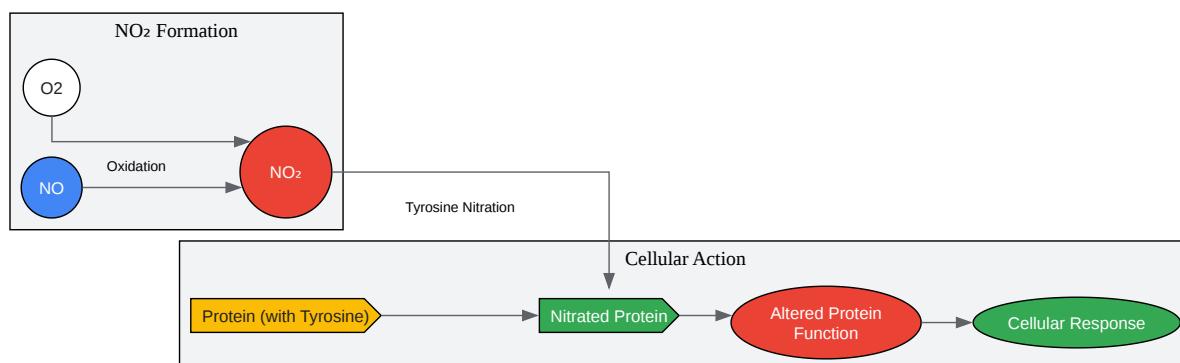 NO₂ Formation
O2
Oxidation
NO
NO₂
Tyrosine Nitration
Cellular Action
Protein (with Tyrosine)
Nitrated Protein
Altered Protein
Function
Cellular Response